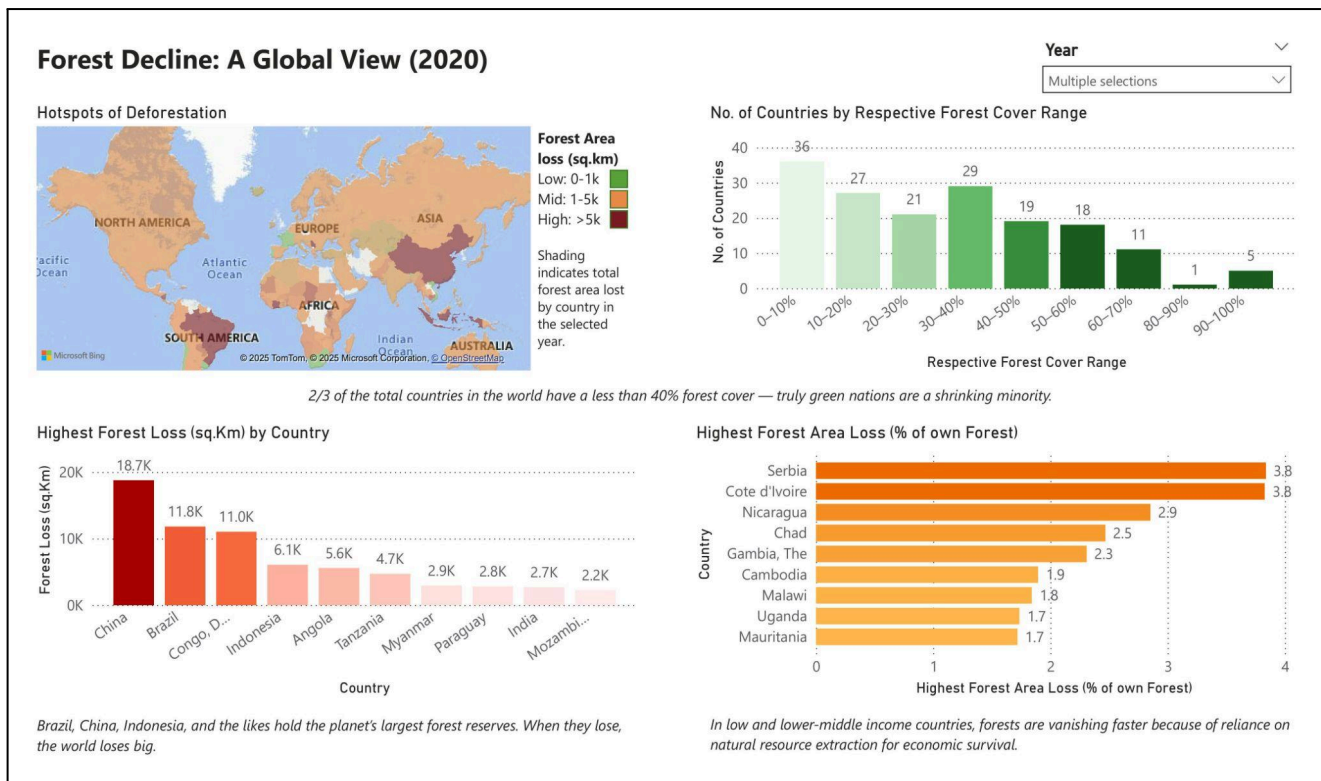 Forest Decline: A Global View (2020)
Year
Multiple selections
Hotspots of Deforestation
NORTH AMERICA
EUROPE
ASIA
Pacific
Ocean
Atlantic
Ocean
AFRICA
SOUTH AMERICA
Indian
Ocean
AUSTRALIA
Microsoft Bing
© 2025 TomTom, © 2025 Microsoft Corporation, © OpenStreetMap
Forest Area
loss (sq.km)
Low: 0-1k
Mid: 1-5k
High: >5k
Shading
indicates total
forest area lost
by country in
the selected
year.
No. of Countries by Respective Forest Cover Range
No. of Countries
40
30
20
10
0
36
27
21
29
19
18
11
1
5
0–10%
10–20%
20–30%
30–40%
40–50%
50–60%
60–70%
80–90%
90–100%
Respective Forest Cover Range
2/3 of the total countries in the world have a less than 40% forest cover — truly green nations are a shrinking minority.
Highest Forest Loss (sq.Km) by Country
Forest Loss (sq.Km)
20K
10K
0K
18.7K
11.8K
11.0K
6.1K
5.6K
4.7K
2.9K
2.8K
2.7K
2.2K
China
Brazil
Congo, D...
Indonesia
Angola
Tanzania
Myanmar
Paraguay
India
Mozambi...
Country
Brazil, China, Indonesia, and the likes hold the planet's largest forest reserves. When they lose,
the world loses big.
Highest Forest Area Loss (% of own Forest)
Country
Serbia 3.8
Cote d'Ivoire 3.8
Nicaragua 2.9
Chad 2.5
Gambia, The 2.3
Cambodia 1.9
Malawi 1.8
Uganda 1.7
Mauritania 1.7
0 1 2 3 4
Highest Forest Area Loss (% of own Forest)
In low and lower-middle income countries, forests are vanishing faster because of reliance on
natural resource extraction for economic survival.